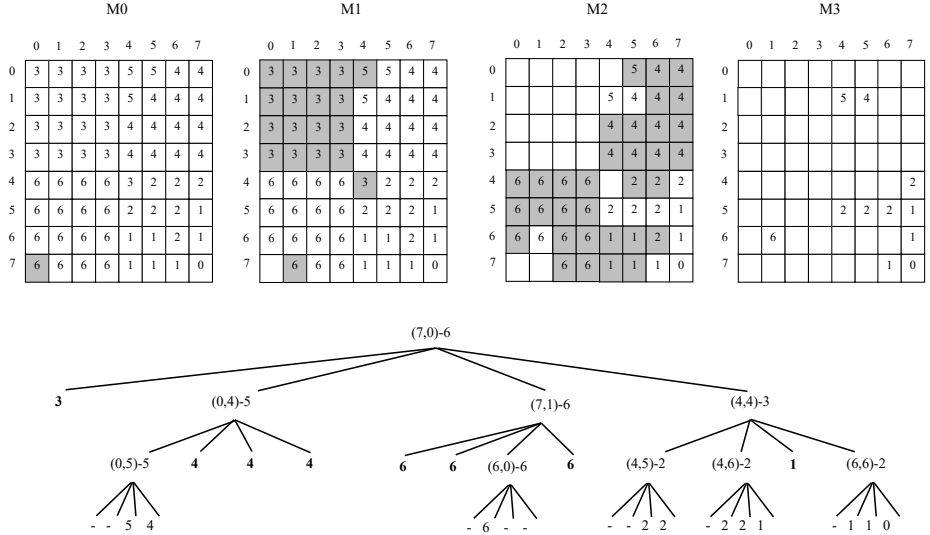 M0
0 1 2 3 4 5 6 7
0 3 3 3 3 5 5 4 4
1 3 3 3 3 5 4 4 4
2 3 3 3 3 4 4 4 4
3 3 3 3 3 4 4 4 4
4 6 6 6 6 3 2 2 2
5 6 6 6 6 2 2 2 1
6 6 6 6 6 1 1 2 1
7 6 6 6 6 1 1 1 0
M1
0 1 2 3 4 5 6 7
0 3 3 3 3 5 5 4 4
1 3 3 3 3 5 4 4 4
2 3 3 3 3 4 4 4 4
3 3 3 3 3 4 4 4 4
4 6 6 6 6 3 2 2 2
5 6 6 6 6 2 2 2 1
6 6 6 6 6 1 1 2 1
7 6 6 6 1 1 1 0
M2
0 1 2 3 4 5 6 7
0 5 4 4
1 5 4 4 4
2 4 4 4 4
3 4 4 4 4
4 6 6 6 6 2 2 2
5 6 6 6 6 2 2 2 1
6 6 6 6 6 1 1 2 1
7 6 6 1 1 1 0
M3
0 1 2 3 4 5 6 7
0
1 5 4
2
3
4 2
5 2 2 2 1
6 6 1
7 1 0
(7,0)-6
3 (0,4)-5 (7,1)-6 (4,4)-3
(0,5)-5 4 4 4 6 6 (6,0)-6 6 (4,5)-2 (4,6)-2 1 (6,6)-2
- - 5 4 - 6 - - - - 2 2 - 2 2 1 - 1 1 0